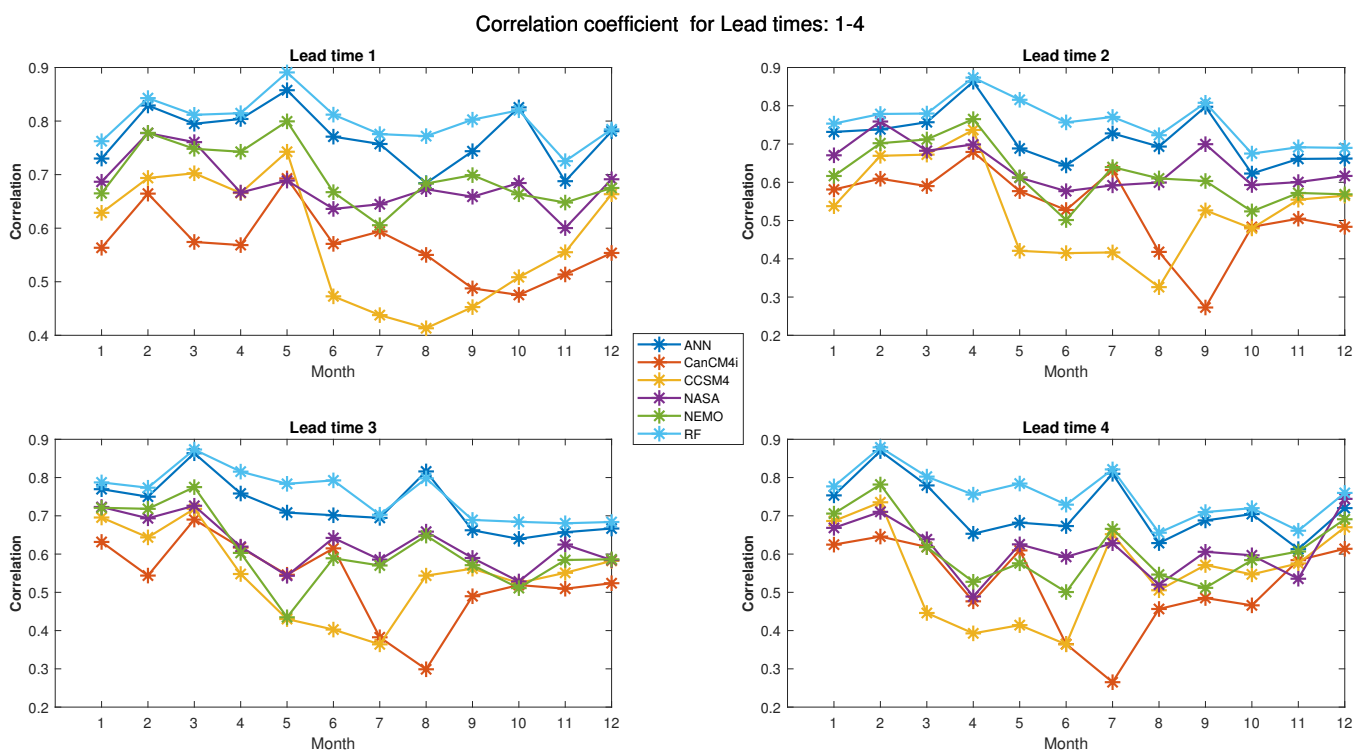 Correlation coefficient  for Lead times: 1-4
Lead time 1
0.9
0.8
0.7
0.6
0.5
0.4
Correlation
1 2 3 4 5 6 7 8 9 10 11 12
Month
Lead time 2
0.9
0.8
0.7
0.6
0.5
0.4
0.3
0.2
Correlation
1 2 3 4 5 6 7 8 9 10 11 12
Month
ANN
CanCM4i
CCSM4
NASA
NEMO
RF
Lead time 3
0.9
0.8
0.7
0.6
0.5
0.4
0.3
0.2
Correlation
1 2 3 4 5 6 7 8 9 10 11 12
Month
Lead time 4
0.9
0.8
0.7
0.6
0.5
0.4
0.3
0.2
Correlation
1 2 3 4 5 6 7 8 9 10 11 12
Month